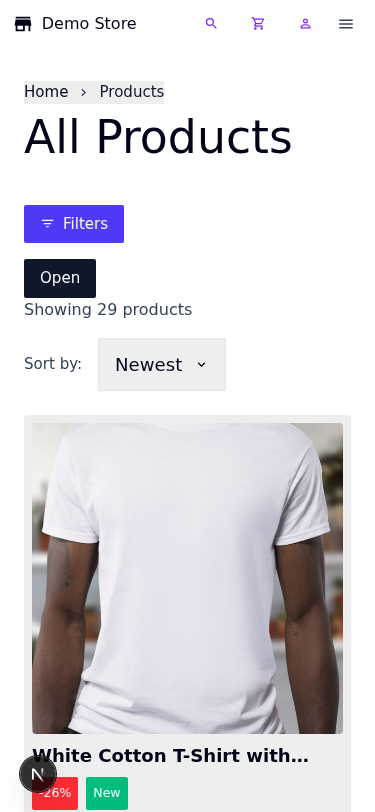 Demo Store
Home > Products
All Products
Filters
Open
Showing 29 products
Sort by: Newest
White Cotton T-Shirt with...
-26% New
N